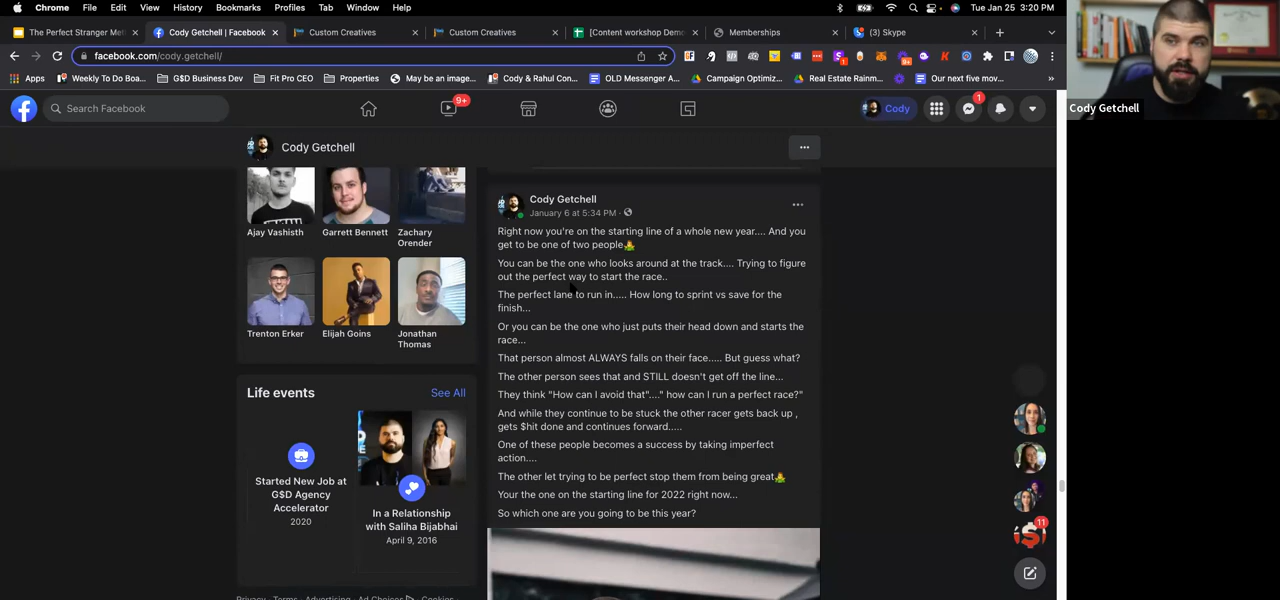 Chrome File Edit View History Bookmarks Profiles Tab Window Help
Tue Jan 25 3:20 PM
The Perfect Stranger Met
Cody Getchell | Facebook
Custom Creatives
Custom Creatives
[Content workshop Demo
Memberships
(3) Skype
facebook.com/cody.getchell/
Apps
Weekly To Do Boa...
G$D Business Dev
Fit Pro CEO
Properties
May be an image...
Cody & Rahul Con...
OLD Messenger A...
Campaign Optimiz...
Real Estate Rainm...
Our next five mov...
Search Facebook
9+
Cody
1
Cody Getchell
Cody Getchell
Ajay Vashisth
Garrett Bennett
Zachary
Orender
Trenton Erker
Elijah Goins
Jonathan
Thomas
Life events
See All
Started New Job at
G$D Agency
Accelerator
2020
In a Relationship
with Saliha Bijabhai
April 9, 2016
Privacy · Terms · Advertising · Ad Choices · Cookies ·
Cody Getchell
January 6 at 5:34 PM ·
Right now you're on the starting line of a whole new year.... And you
get to be one of two people
You can be the one who looks around at the track.... Trying to figure
out the perfect way to start the race..
The perfect lane to run in..... How long to sprint vs save for the
finish...
Or you can be the one who just puts their head down and starts the
race...
That person almost ALWAYS falls on their face..... But guess what?
The other person sees that and STILL doesn't get off the line...
They think "How can I avoid that"...." how can I run a perfect race?"
And while they continue to be stuck the other racer gets back up ,
gets $hit done and continues forward.....
One of these people becomes a success by taking imperfect
action....
The other let trying to be perfect stop them from being great
Your the one on the starting line for 2022 right now...
So which one are you going to be this year?
11